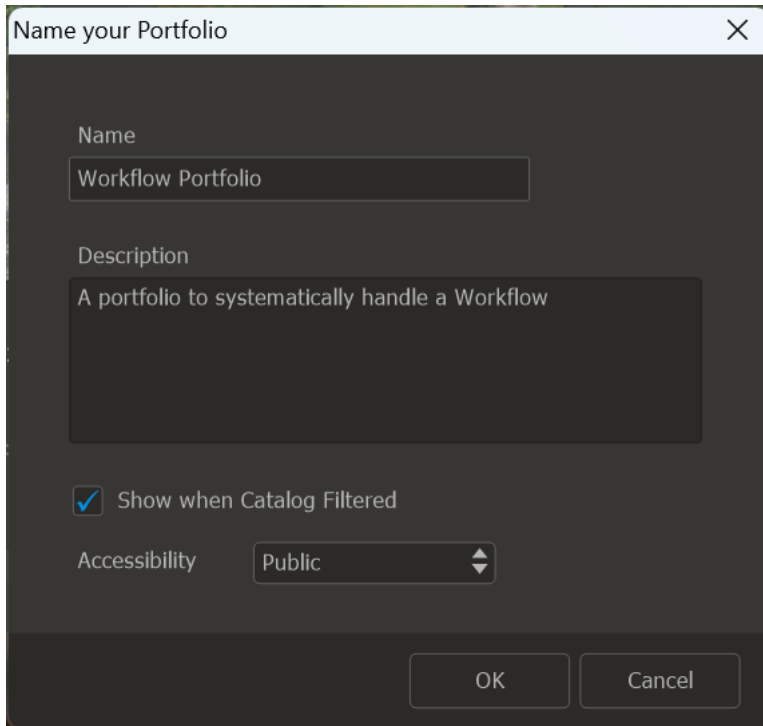 Name your Portfolio
Name
Workflow Portfolio
Description
A portfolio to systematically handle a Workflow
Show when Catalog Filtered
Accessibility
Public
OK
Cancel